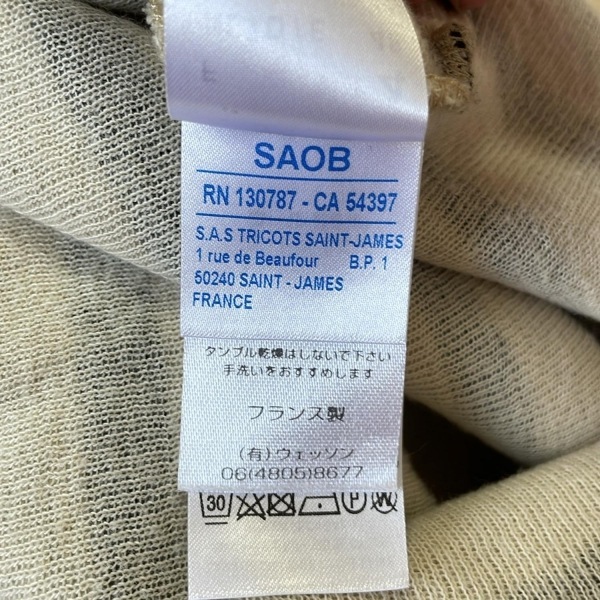 SAOB
RN 130787 - CA 54397
S.A.S TRICOTS SAINT-JAMES
1 rue de Beaufour B.P. 1
50240 SAINT - JAMES
FRANCE
タンブル乾燥はしないで下さい
手洗いをおすすめします
フランス製
(有)ウェッソン
06(4805)8677
30 P W